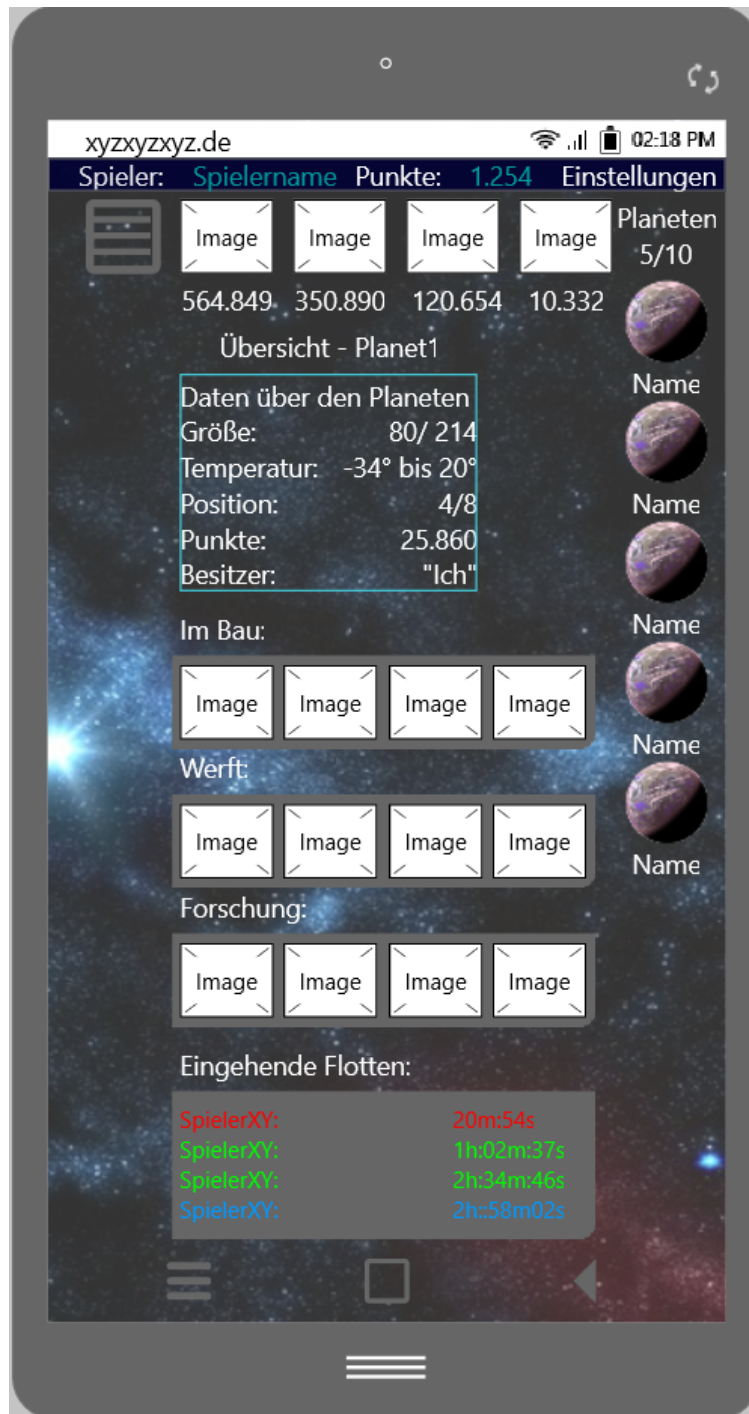 xyzxyzxyz.de 02:18 PM
Spieler: Spielername Punkte: 1.254 Einstellungen
Image Image Image Image
Planeten
5/10
564.849 350.890 120.654 10.332
Übersicht - Planet1
Name
Daten über den Planeten
Größe: 80/ 214
Temperatur: -34° bis 20°
Position: 4/8
Punkte: 25.860
Besitzer: "Ich"
Name
Im Bau:
Name
Image Image Image Image
Name
Werft:
Image Image Image Image
Name
Forschung:
Image Image Image Image
Eingehende Flotten:
SpielerXY: 20m:54s
SpielerXY: 1h:02m:37s
SpielerXY: 2h:34m:46s
SpielerXY: 2h::58m02s